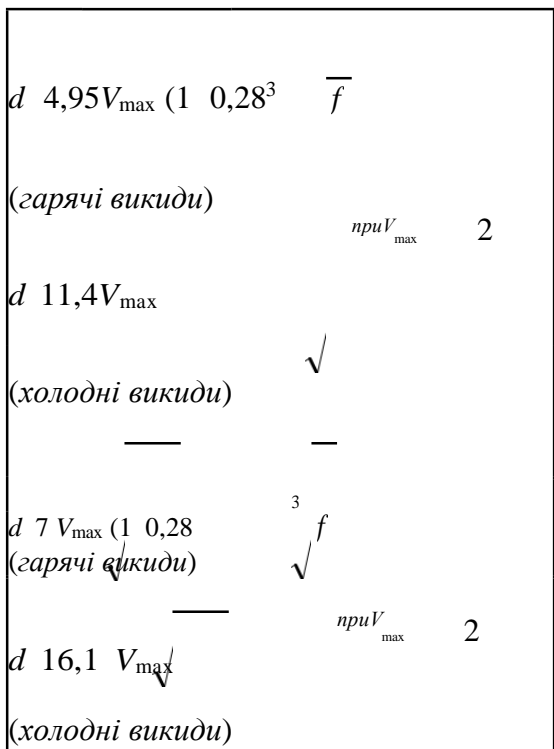 d 4,95Vmax (1 0,28³ √f
(гарячі викиди)
приVmax 2
d 11,4Vmax
(холодні викиди)
d 7 √Vmax (1 0,28 ³√f
(гарячі викиди)
приVmax 2
d 16,1 √Vmax
(холодні викиди)